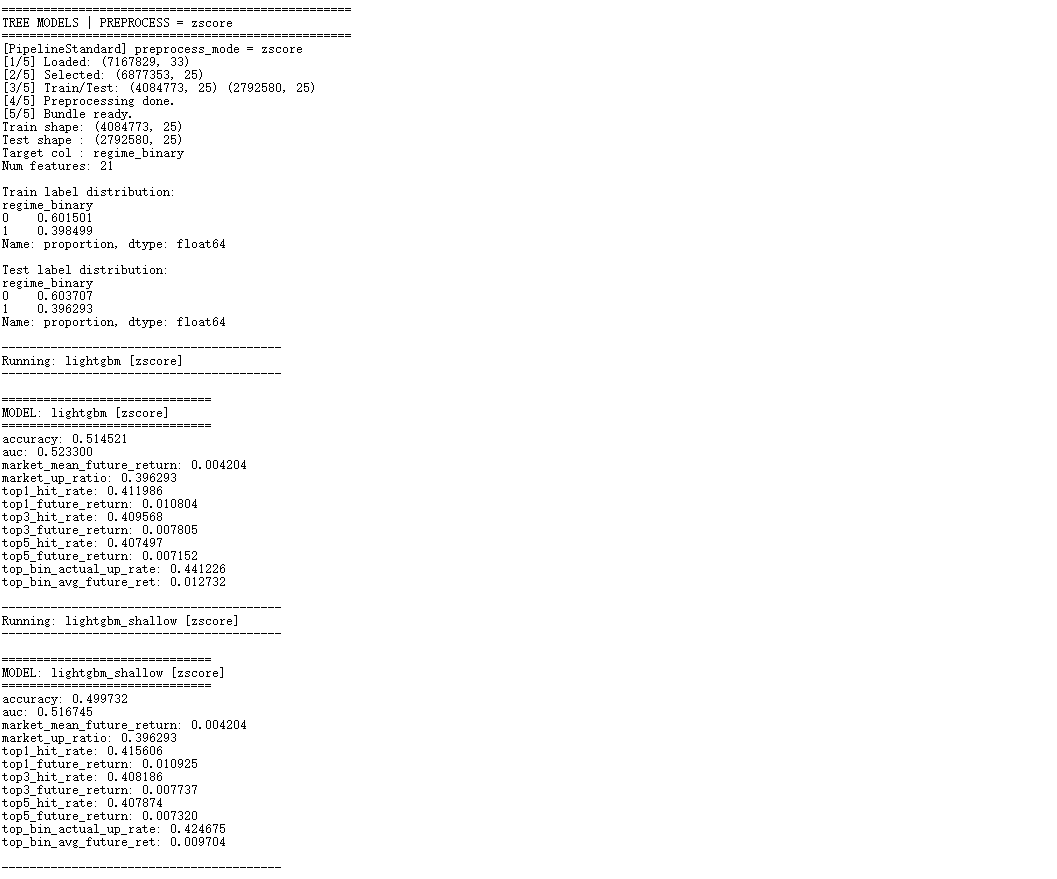 ==================================================
TREE MODELS | PREPROCESS = zscore
==================================================
[PipelineStandard] preprocess_mode = zscore
[1/5] Loaded: (7167829, 33)
[2/5] Selected: (6877353, 25)
[3/5] Train/Test: (4084773, 25) (2792580, 25)
[4/5] Preprocessing done.
[5/5] Bundle ready.
Train shape: (4084773, 25)
Test shape : (2792580, 25)
Target col : regime_binary
Num features: 21
Train label distribution:
regime_binary
0    0.601501
1    0.398499
Name: proportion, dtype: float64
Test label distribution:
regime_binary
0    0.603707
1    0.396293
Name: proportion, dtype: float64
----------------------------------------
Running: lightgbm [zscore]
----------------------------------------
==============================
MODEL: lightgbm [zscore]
==============================
accuracy: 0.514521
auc: 0.523300
market_mean_future_return: 0.004204
market_up_ratio: 0.396293
top1_hit_rate: 0.411986
top1_future_return: 0.010804
top3_hit_rate: 0.409568
top3_future_return: 0.007805
top5_hit_rate: 0.407497
top5_future_return: 0.007152
top_bin_actual_up_rate: 0.441226
top_bin_avg_future_ret: 0.012732
----------------------------------------
Running: lightgbm_shallow [zscore]
----------------------------------------
==============================
MODEL: lightgbm_shallow [zscore]
==============================
accuracy: 0.499732
auc: 0.516745
market_mean_future_return: 0.004204
market_up_ratio: 0.396293
top1_hit_rate: 0.415606
top1_future_return: 0.010925
top3_hit_rate: 0.408186
top3_future_return: 0.007737
top5_hit_rate: 0.407874
top5_future_return: 0.007320
top_bin_actual_up_rate: 0.424675
top_bin_avg_future_ret: 0.009704
----------------------------------------